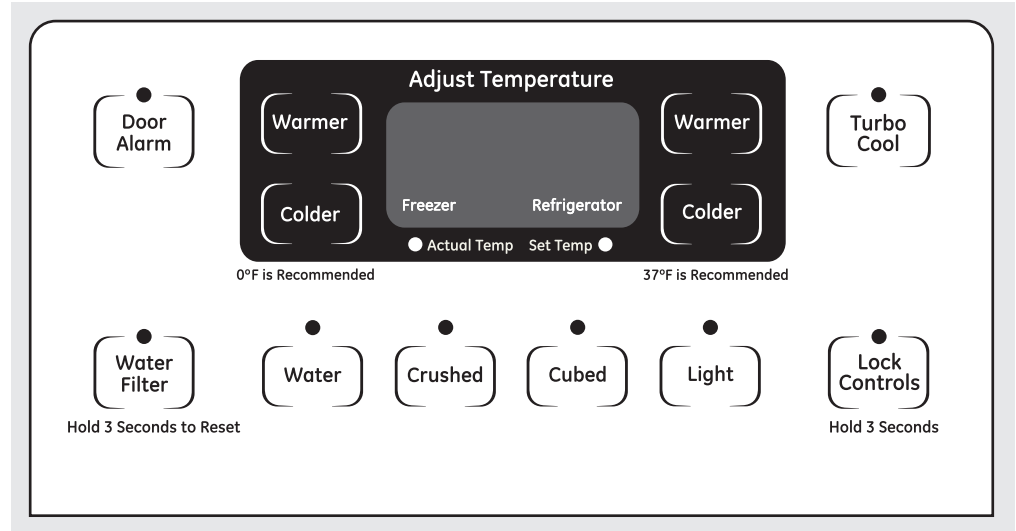 Adjust Temperature
Door
Alarm
Warmer
Warmer
Turbo
Cool
Colder
Freezer
Refrigerator
Colder
Actual Temp
Set Temp
0°F is Recommended
37°F is Recommended
Water
Filter
Water
Crushed
Cubed
Light
Lock
Controls
Hold 3 Seconds to Reset
Hold 3 Seconds